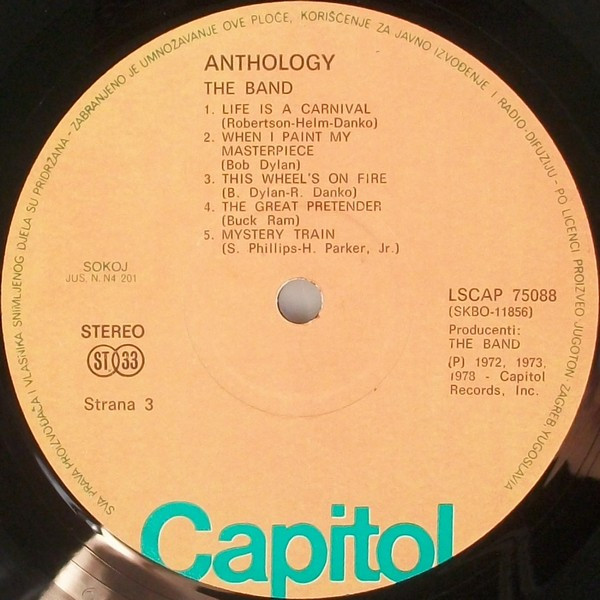 SVA PRAVA PROIZVOĐAČA I VLASNIKA SNIMLJENOG DJELA SU PRIDRŽANA - ZABRANJENO JE UMNOŽAVANJE OVE PLOČE, KORIŠĆENJE ZA JAVNO IZVOĐENJE I RADIO-DIFUZIJU - PO LICENCI PROIZVEO JUGOTON ZAGREB, YUGOSLAVIA
ANTHOLOGY
THE BAND
1. LIFE IS A CARNIVAL
(Robertson-Helm-Danko)
2. WHEN I PAINT MY
MASTERPIECE
(Bob Dylan)
3. THIS WHEEL'S ON FIRE
(B. Dylan-R. Danko)
4. THE GREAT PRETENDER
(Buck Ram)
5. MYSTERY TRAIN
(S. Phillips-H. Parker, Jr.)
SOKOJ
JUS. N. N4 201
STEREO
ST 33
Strana 3
LSCAP 75088
(SKBO-11856)
Producenti:
THE BAND
(P) 1972, 1973,
1978 - Capitol
Records, Inc.
Capitol